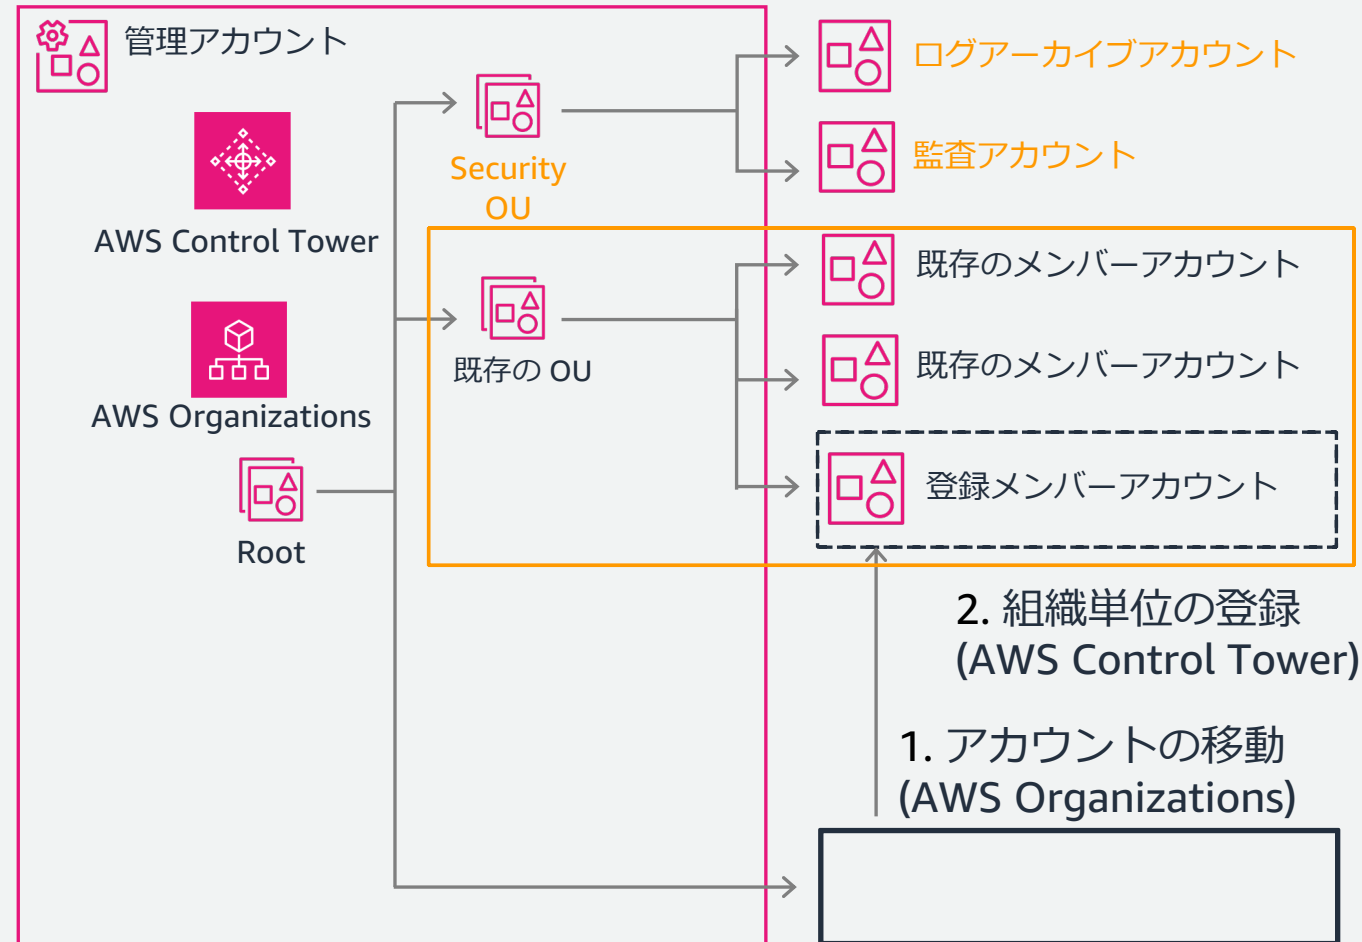 管理アカウント
AWS Control Tower
AWS Organizations
Root
Security
OU
既存の OU
ログアーカイブアカウント
監査アカウント
既存のメンバーアカウント
既存のメンバーアカウント
登録メンバーアカウント
2. 組織単位の登録
(AWS Control Tower)
1. アカウントの移動
(AWS Organizations)